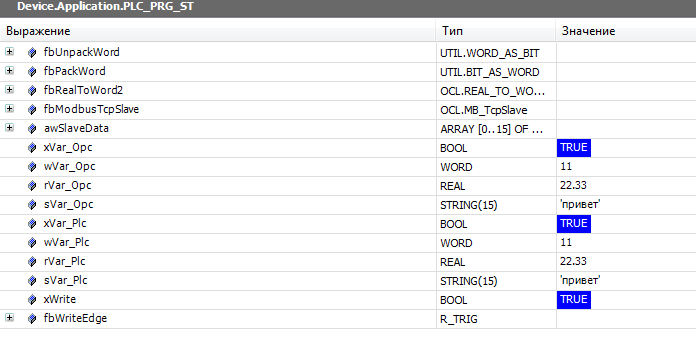 Device.Application.PLC_PRG_ST
Выражение Тип Значение
fbUnpackWord UTIL.WORD_AS_BIT
fbPackWord UTIL.BIT_AS_WORD
fbRealToWord2 OCL.REAL_TO_WO...
fbModbusTcpSlave OCL.MB_TcpSlave
awSlaveData ARRAY [0..15] OF ...
xVar_Opc BOOL TRUE
wVar_Opc WORD 11
rVar_Opc REAL 22.33
sVar_Opc STRING(15) 'привет'
xVar_Plc BOOL TRUE
wVar_Plc WORD 11
rVar_Plc REAL 22.33
sVar_Plc STRING(15) 'привет'
xWrite BOOL TRUE
fbWriteEdge R_TRIG